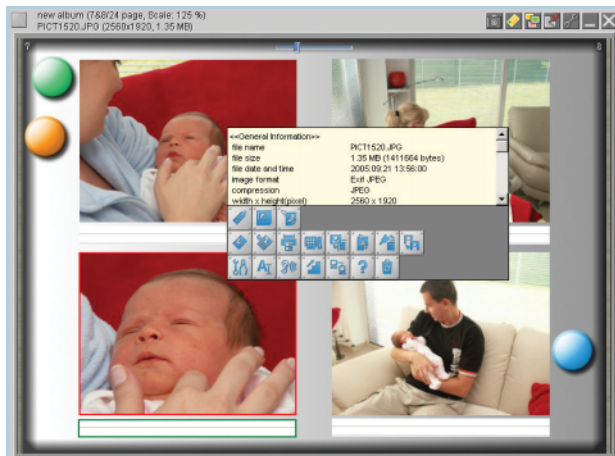 new album (7&8/24 page, Scale: 125 %)
PICT1520.JPG (2560x1920, 1.35 MB)
7
8
<<General Information>>
file name PICT1520.JPG
file size 1.35 MB (1411664 bytes)
file date and time 2005:09:21 13:56:00
image format Exif JPEG
compression JPEG
width x height(pixel) 2560 x 1920